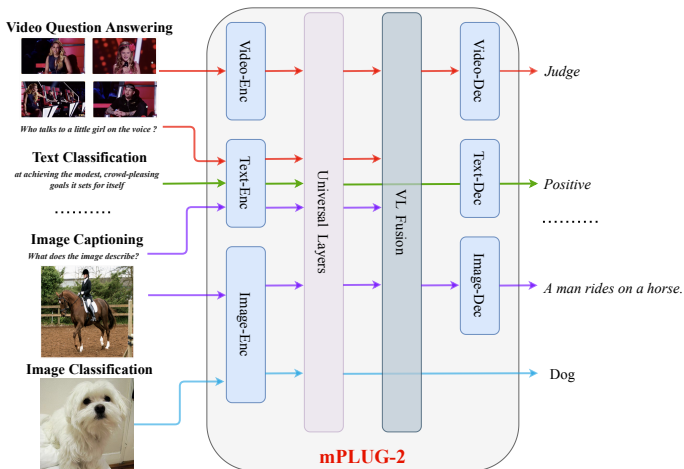 Video Question Answering
Who talks to a little girl on the voice ?
Text Classification
at achieving the modest, crowd-pleasing
goals it sets for itself
..........
Image Captioning
What does the image describe?
Image Classification
Video-Enc
Text-Enc
Image-Enc
Universal Layers
VL Fusion
Video-Dec
Text-Dec
Image-Dec
mPLUG-2
Judge
Positive
..........
A man rides on a horse.
Dog